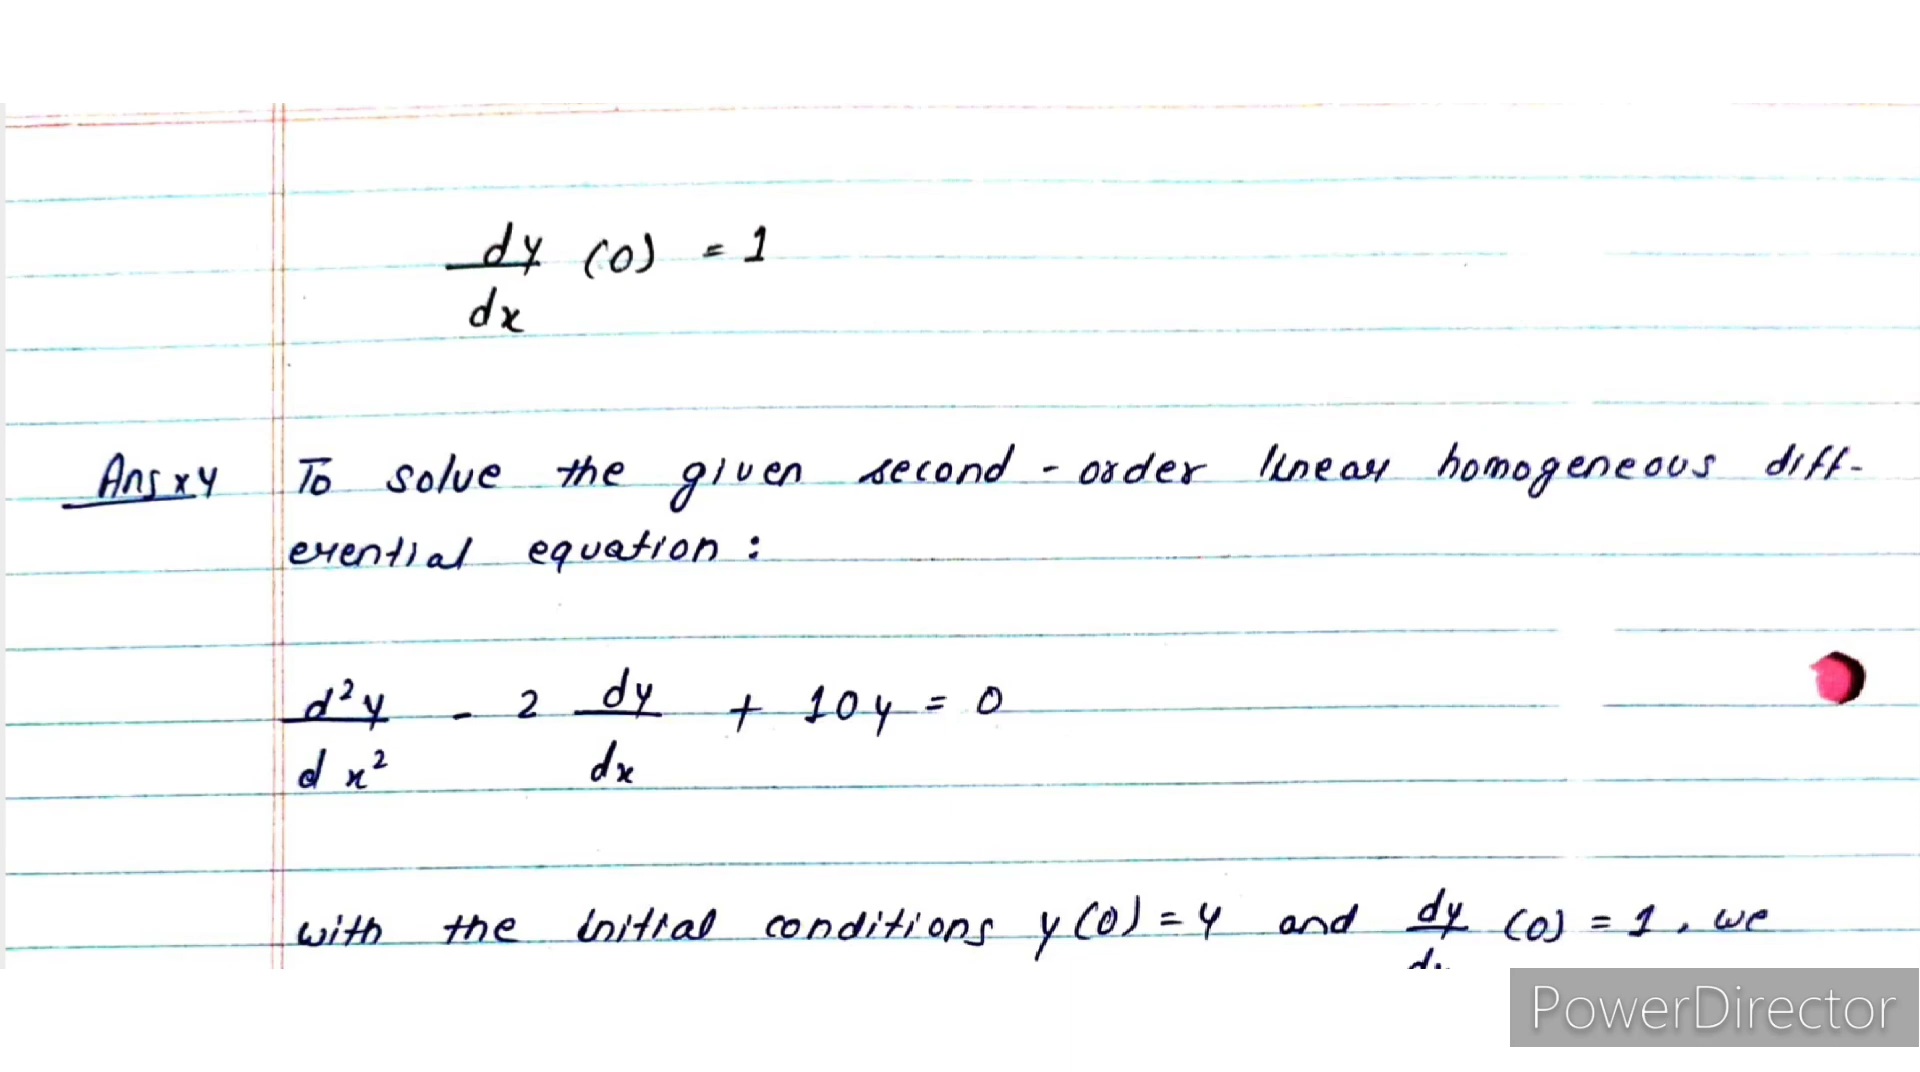 dy (0) = 1
dx
Ans x4 To solve the given second - order linear homogeneous diff-
erential equation :
d²y - 2 dy + 10y = 0
dx² dx
with the initial conditions y(0) = 4 and dy (0) = 1, we
PowerDirector